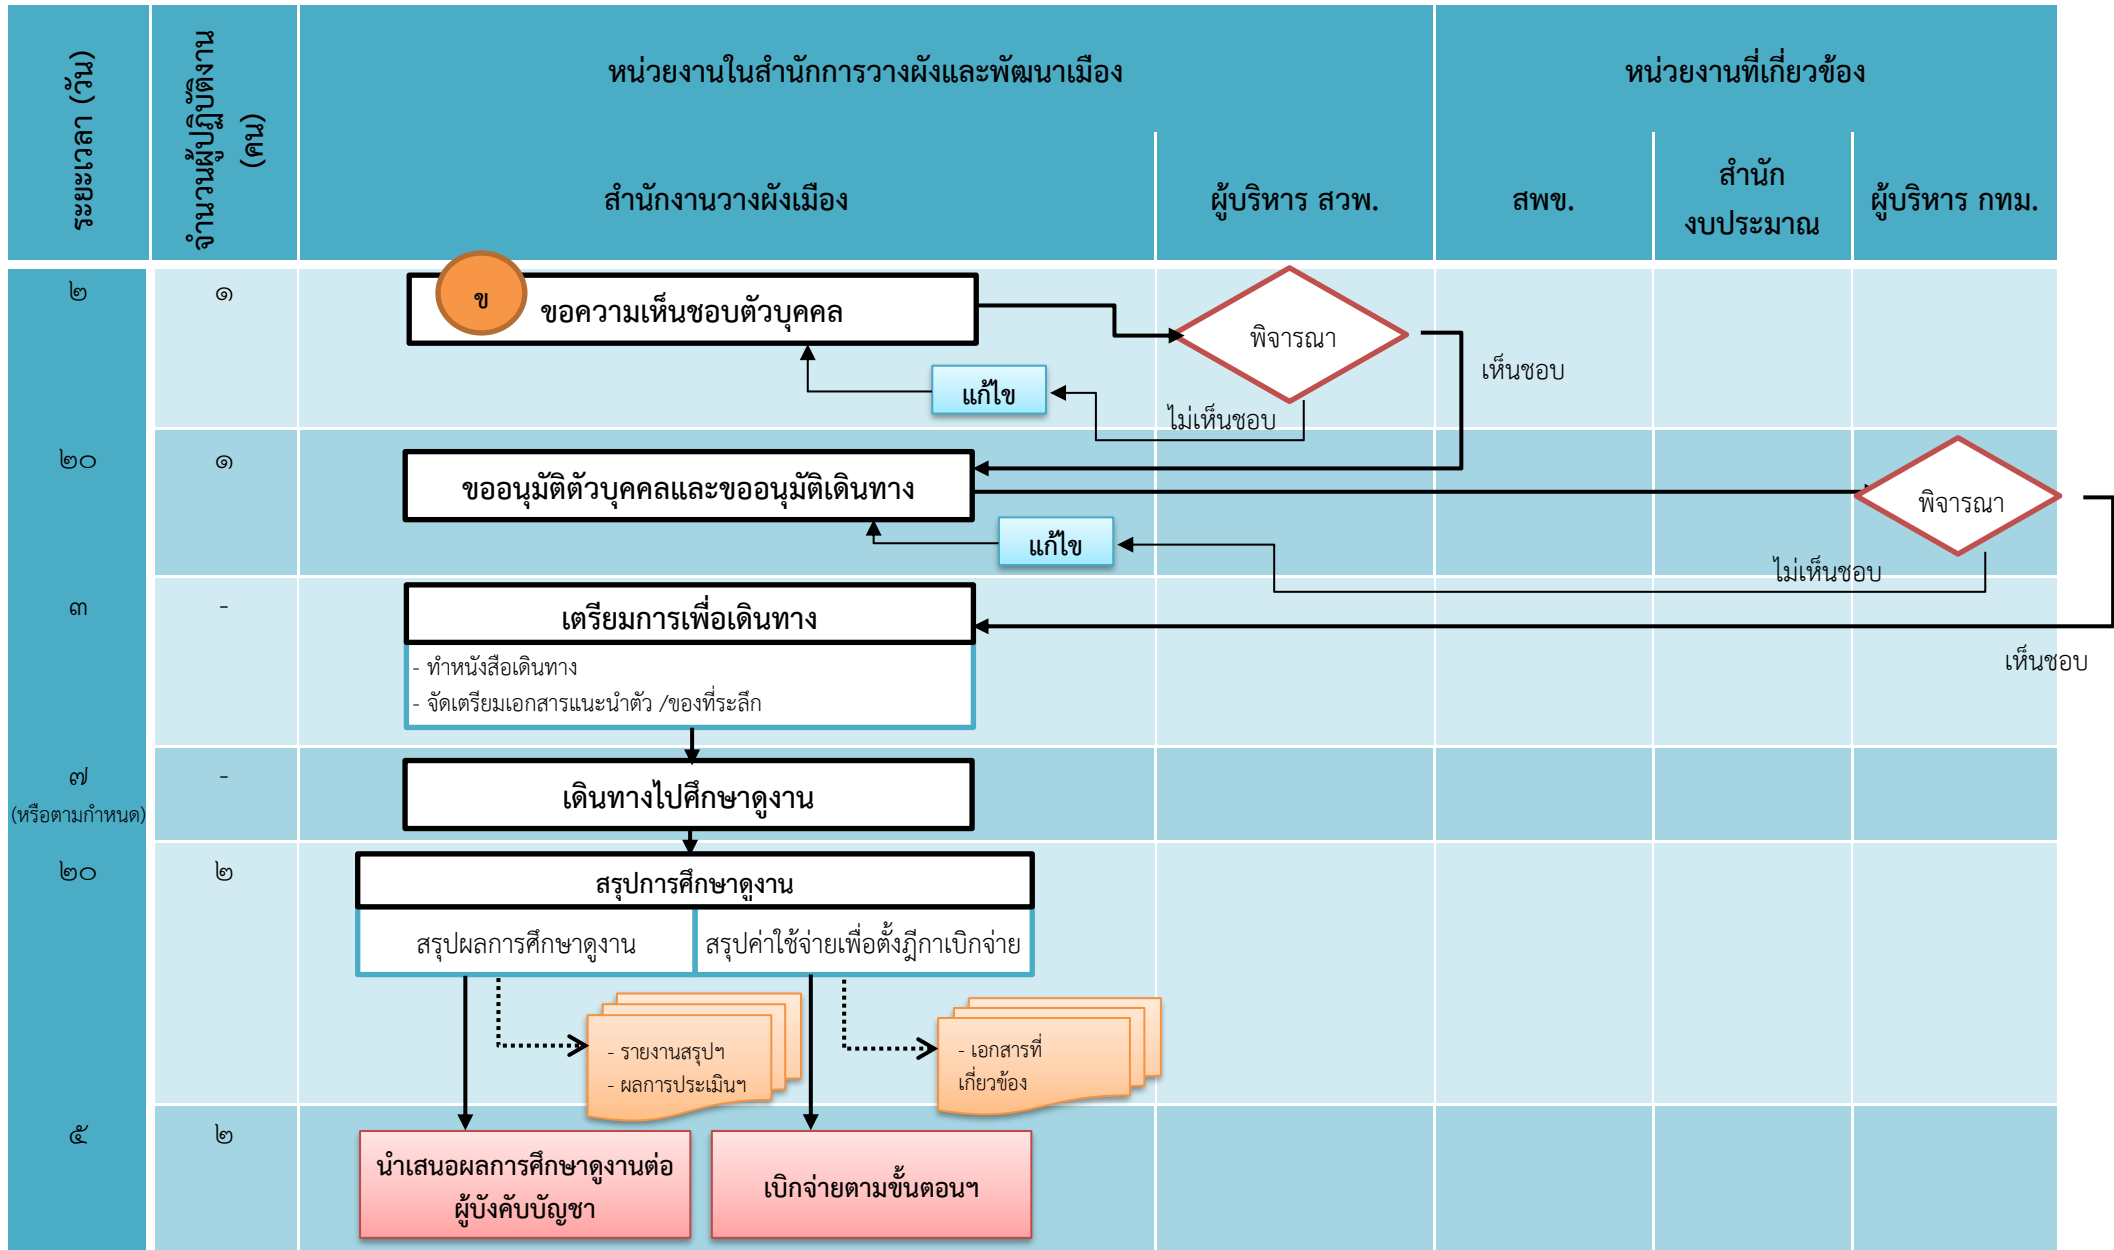 ระยะเวลา (วัน)
จำนวนผู้ปฏิบัติงาน
(คน)
หน่วยงานในสำนักการวางผังและพัฒนาเมือง
หน่วยงานที่เกี่ยวข้อง
สำนักงานวางผังเมือง
ผู้บริหาร สวพ.
สพข.
สำนัก
งบประมาณ
ผู้บริหาร กทม.
๒
๑
ข
ขอความเห็นชอบตัวบุคคล
พิจารณา
เห็นชอบ
แก้ไข
ไม่เห็นชอบ
๒๐
๑
ขออนุมัติตัวบุคคลและขออนุมัติเดินทาง
พิจารณา
แก้ไข
ไม่เห็นชอบ
๓
-
เตรียมการเพื่อเดินทาง
เห็นชอบ
- ทำหนังสือเดินทาง
- จัดเตรียมเอกสารแนะนำตัว /ของที่ระลึก
๗
(หรือตามกำหนด)
-
เดินทางไปศึกษาดูงาน
๒๐
๒
สรุปการศึกษาดูงาน
สรุปผลการศึกษาดูงาน
สรุปค่าใช้จ่ายเพื่อตั้งฎีกาเบิกจ่าย
- รายงานสรุปฯ
- ผลการประเมินฯ
- เอกสารที่
เกี่ยวข้อง
๕
๒
นำเสนอผลการศึกษาดูงานต่อ
ผู้บังคับบัญชา
เบิกจ่ายตามขั้นตอนฯ